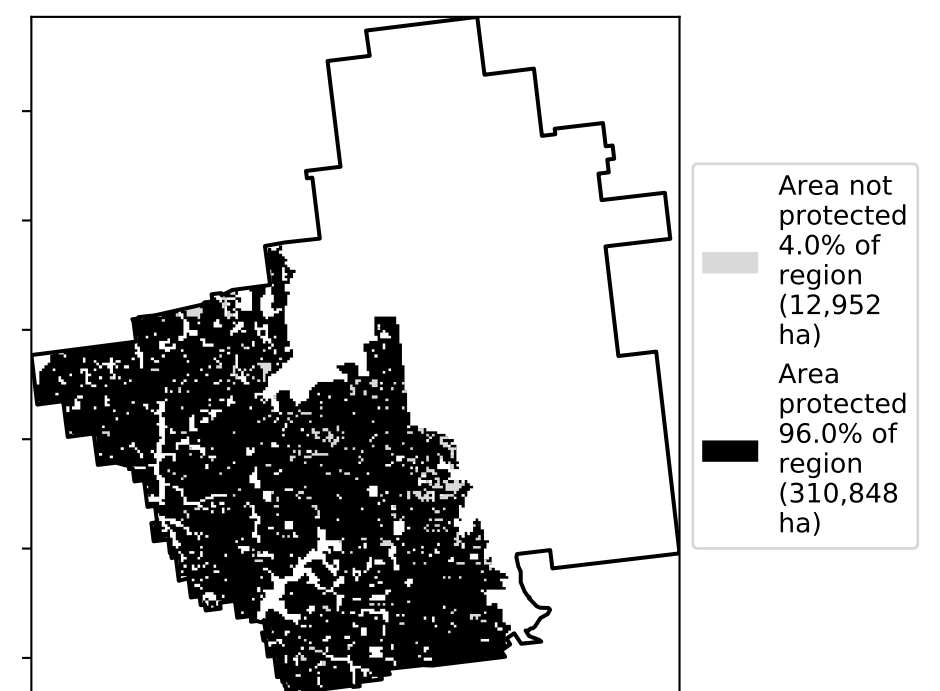 Area not
protected
4.0% of
region
(12,952
ha)
Area
protected
96.0% of
region
(310,848
ha)